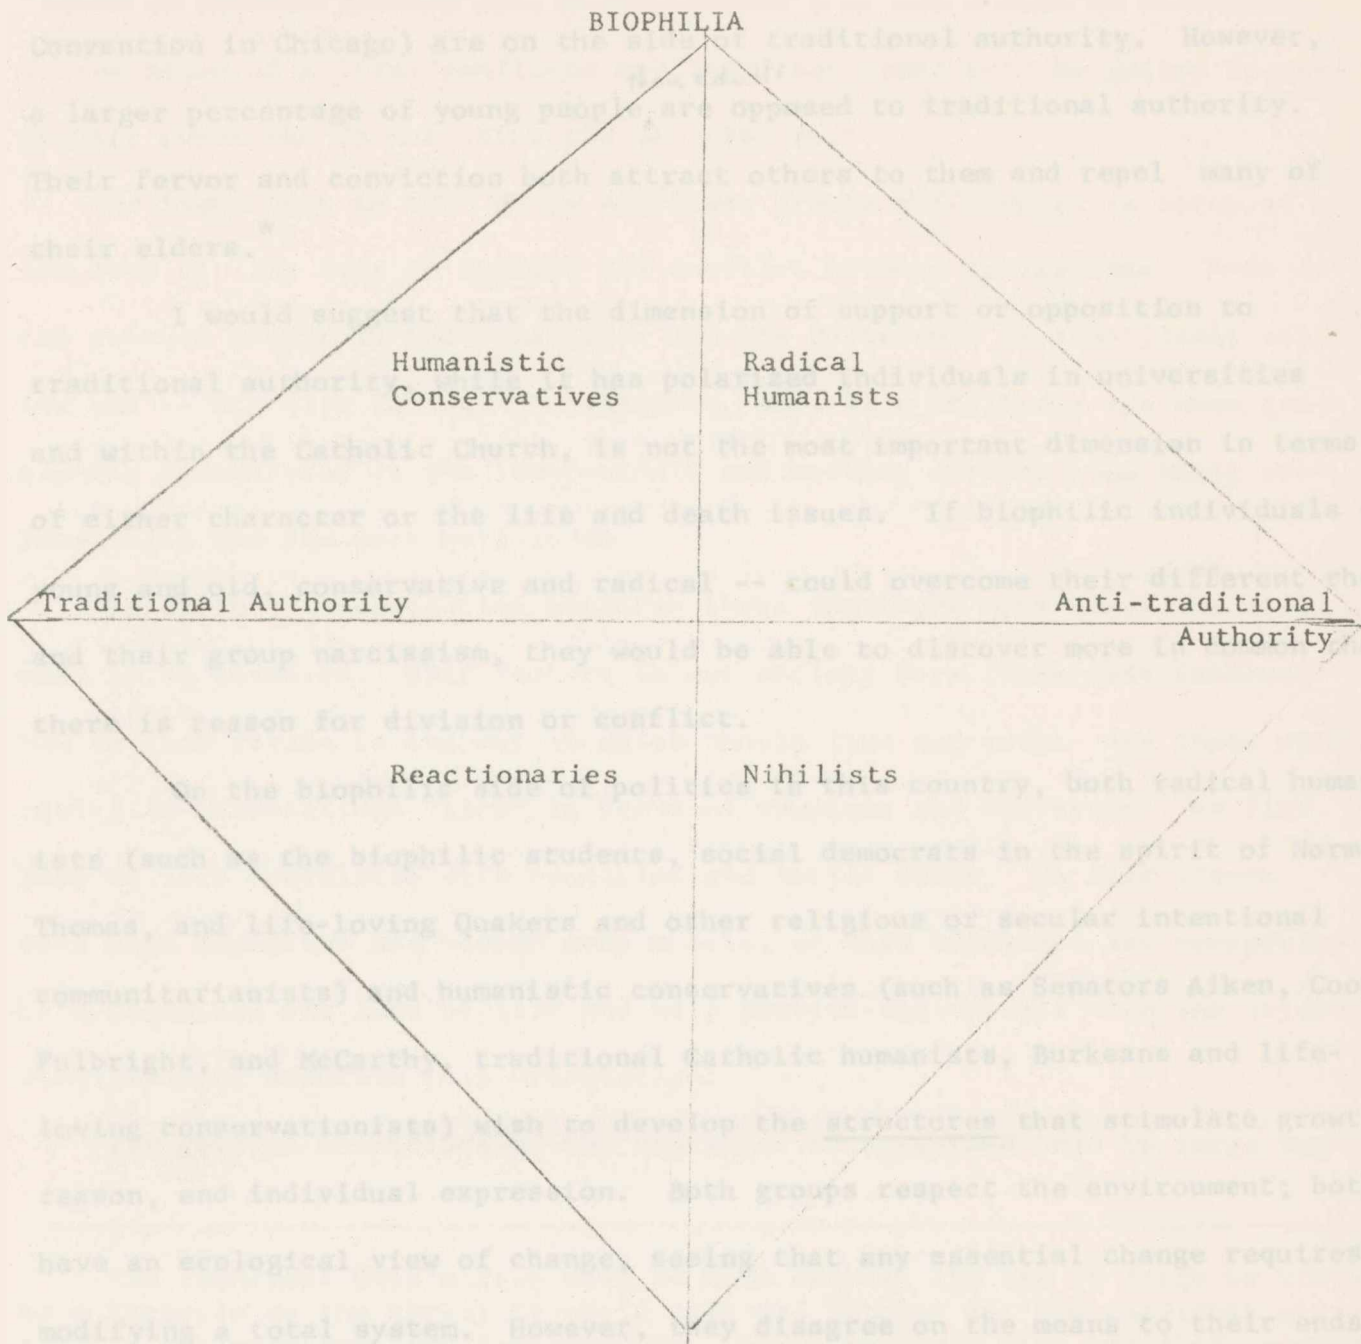 BIOPHILIA
Convention in Chicago) are on the side of traditional authority. However,
a larger percentage of young people are opposed to traditional authority.
Their fervor and conviction both attract others to them and repel many of
their elders.*
I would suggest that the dimension of support or opposition to
Humanistic Radical
traditional authority, while it has polarized individuals in universities
Conservatives Humanists
and within the Catholic Church, is not the most important dimension in terms
of either character or the life and death issues. If biophilic individuals
young and old, conservative and radical -- could overcome their different
Traditional Authority Anti-traditional
Authority
and their group narcissism, they would be able to discover more in common
there is reason for division or conflict.
Reactionaries Nihilists
On the biophilic side of politics in this country, both radical human
ists (such as the biophilic students, social democrats in the spirit of Norm
Thomas, and life-loving Quakers and other religious or secular intentional
communitarianists) and humanistic conservatives (such as Senators Aiken, Coo
Fulbright, and McCarthy, traditional Catholic humanists, Burkeans and life-
loving conservationists) wish to develop the structures that stimulate growt
reason, and individual expression. Both groups respect the environment; bot
have an ecological view of change, seeing that any essential change requires
modifying a total system. However, they disagree on the means to their ends